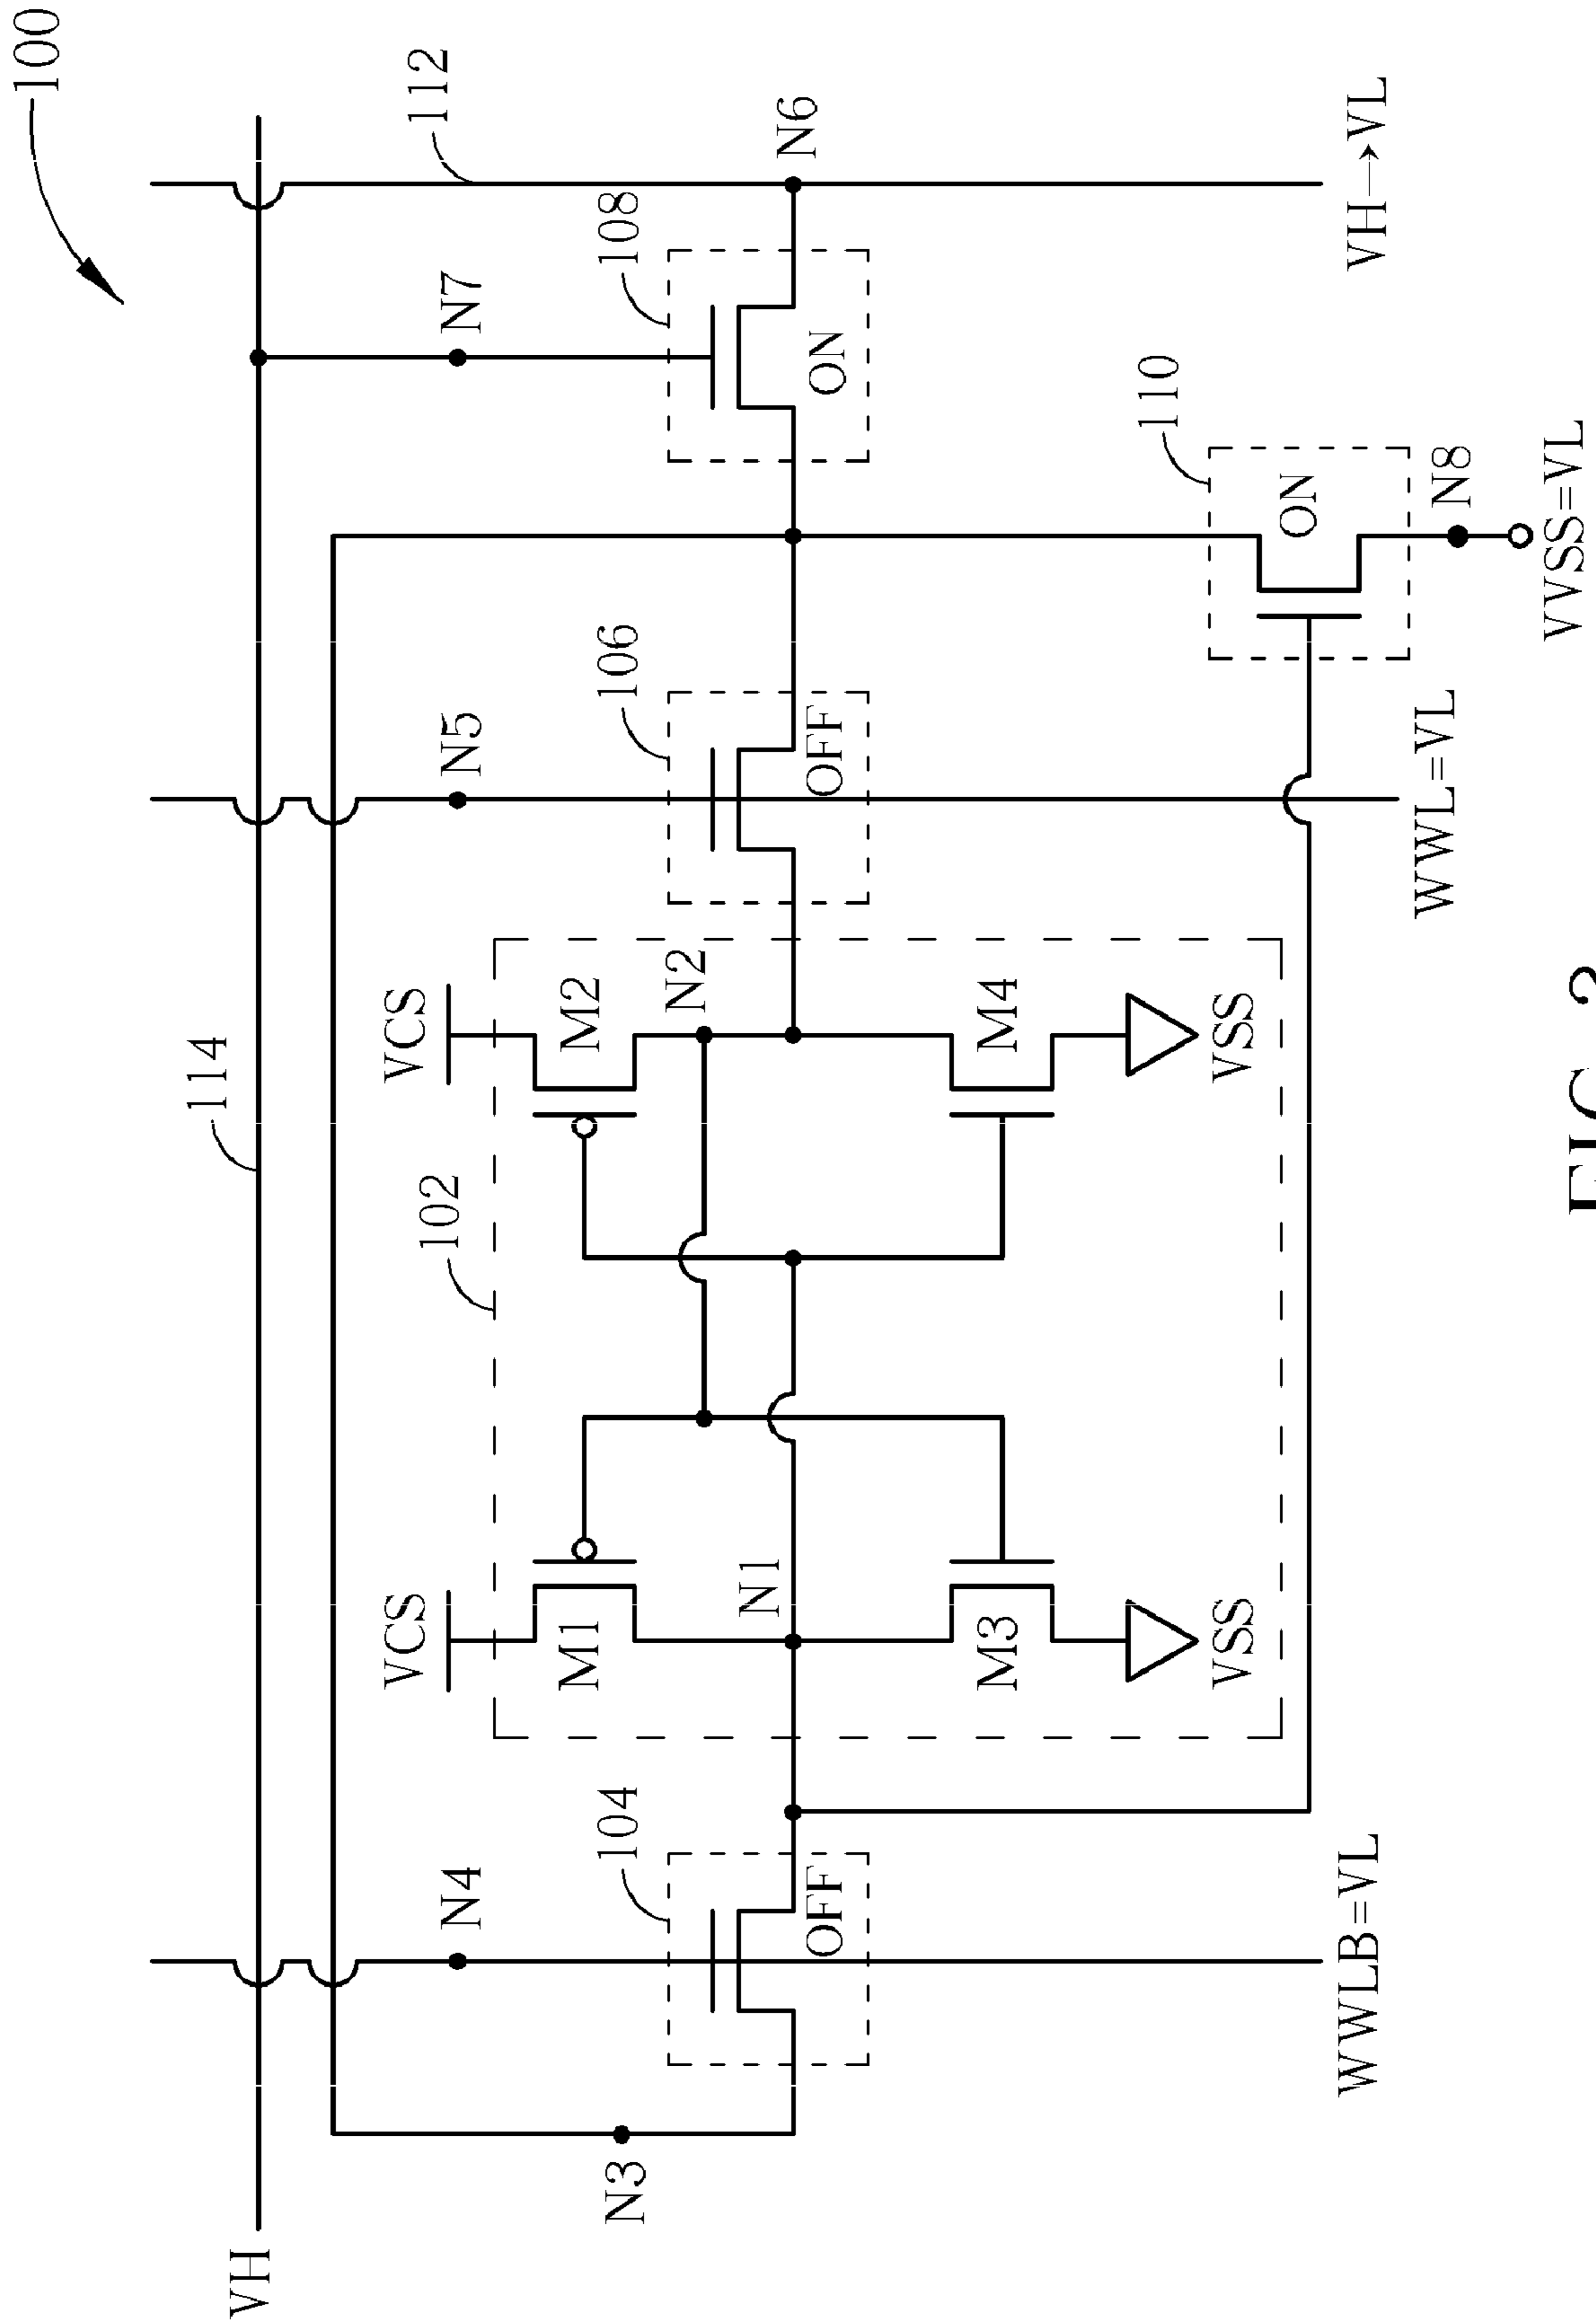 100
114
VH
112
VCS
VCS
102
N4
N5
N7
M1
M2
N3
104
106
108
N2
N1
N6
OFF
OFF
ON
M3
M4
110
VSS
VSS
ON
WWLB=VL
VH→VL
WWL=VL
N8
VVSS=VL
FIG.